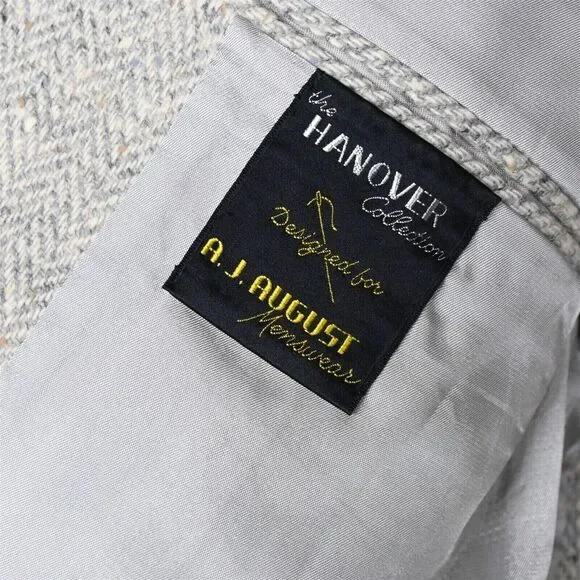 the
HANOVER
Collection
Designed for
A.J. AUGUST
Menswear